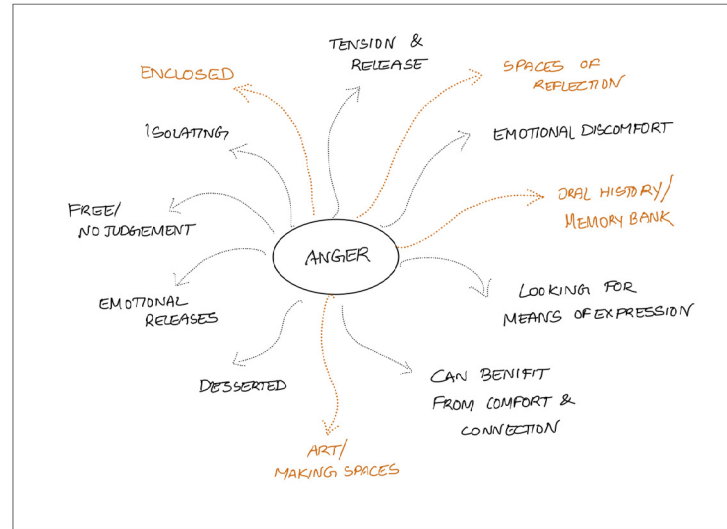 TENSION &
RELEASE
ENCLOSED
SPACES OF
REFLECTION
ISOLATING
EMOTIONAL DISCOMFORT
FREE/
NO JUDGEMENT
ORAL HISTORY/
MEMORY BANK
ANGER
EMOTIONAL
RELEASES
LOOKING FOR
MEANS OF EXPRESSION
DESSERTED
CAN BENIFIT
FROM COMFORT &
CONNECTION
ART/
MAKING SPACES